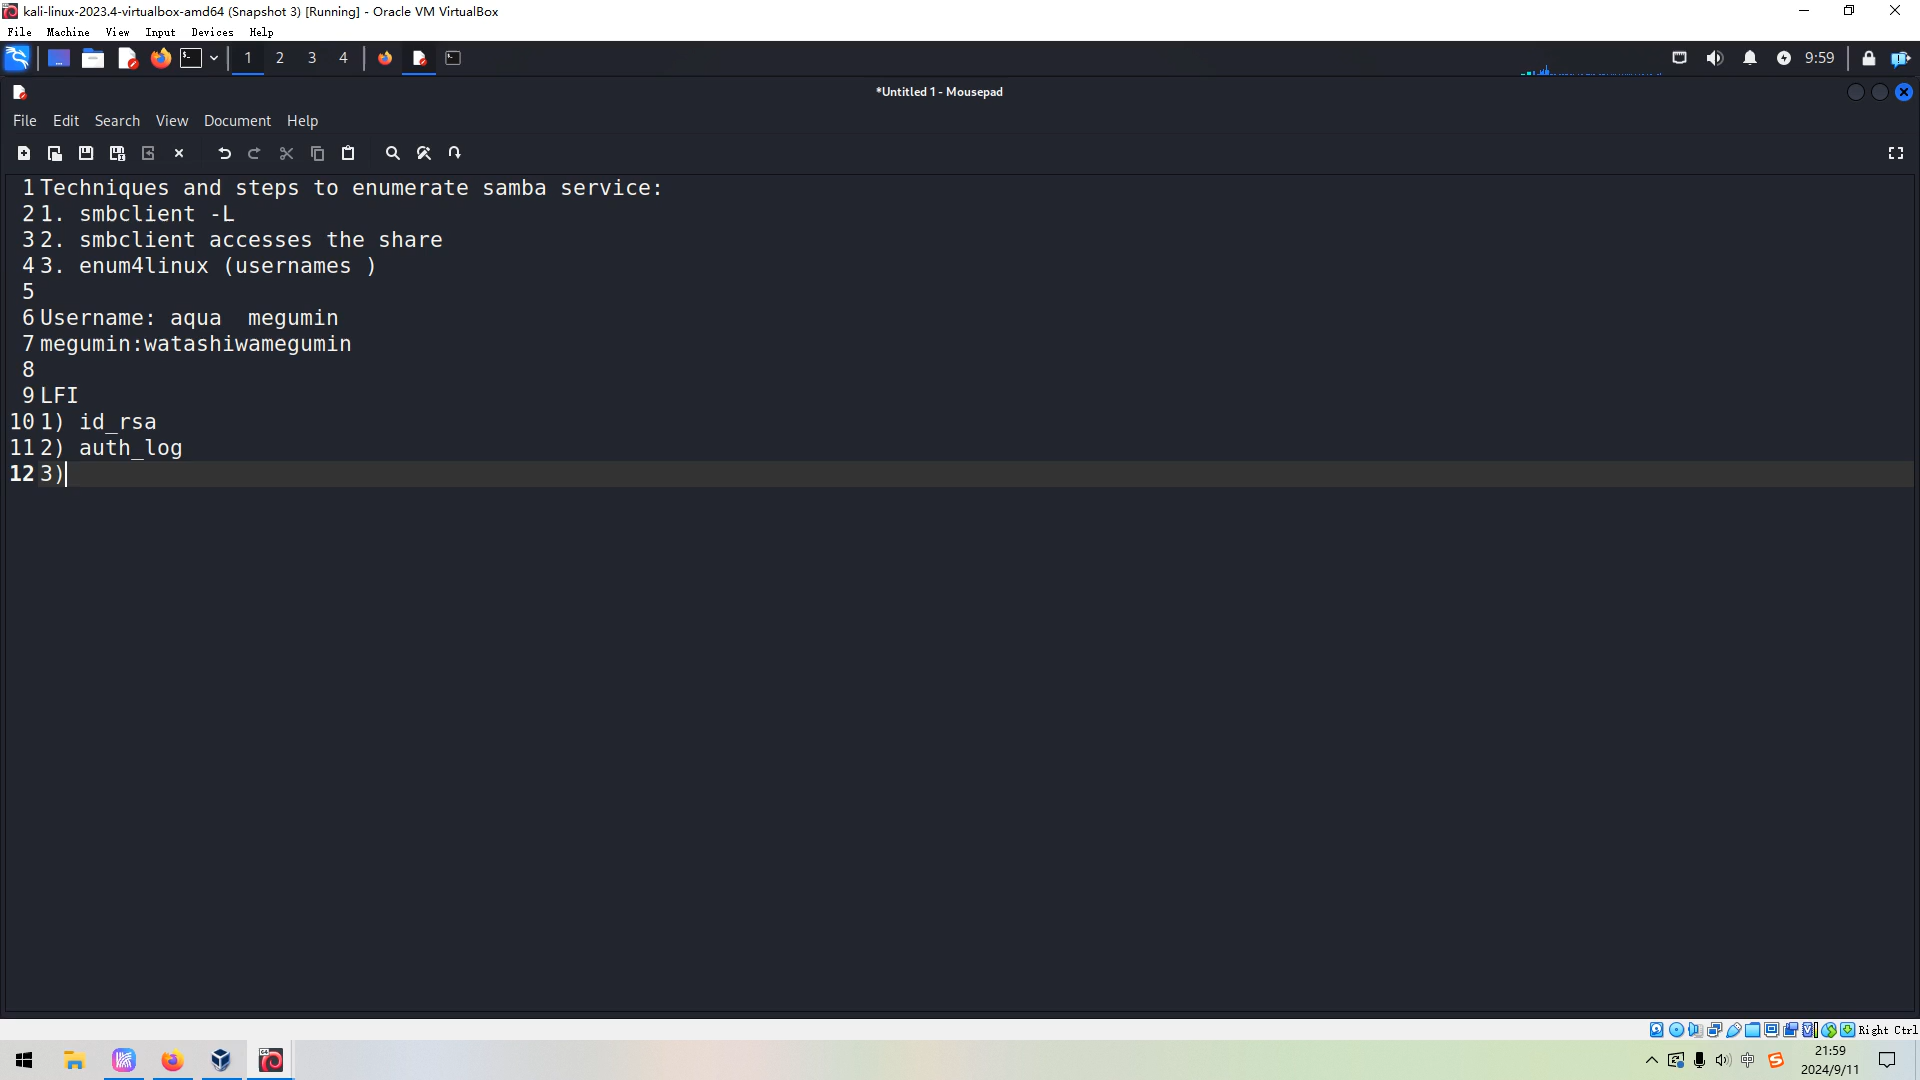 kali-linux-2023.4-virtualbox-amd64 (Snapshot 3) [Running] - Oracle VM VirtualBox
File Machine View Input Devices Help
1 2 3 4 9:59
*Untitled 1 - Mousepad
File Edit Search View Document Help
1 Techniques and steps to enumerate samba service:
2 1. smbclient -L
3 2. smbclient accesses the share
4 3. enum4linux (usernames )
5
6 Username: aqua  megumin
7 megumin:watashiwamegumin
8
9 LFI
10 1) id_rsa
11 2) auth_log
12 3)
Right Ctrl
中 21:59
2024/9/11